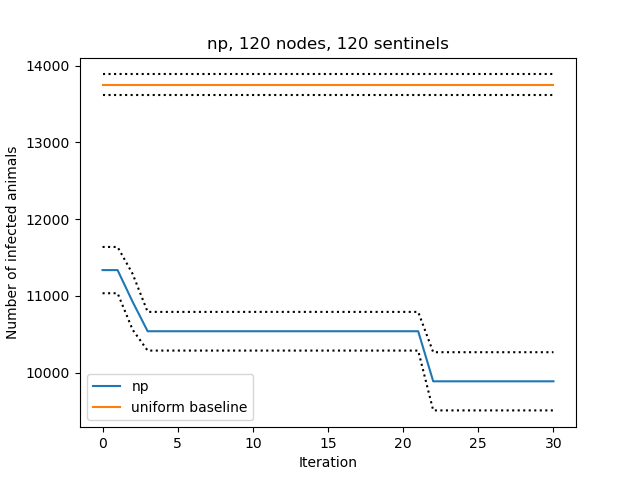 np, 120 nodes, 120 sentinels
14000
13000
12000
11000
10000
Number of infected animals
np
uniform baseline
0 5 10 15 20 25 30
Iteration